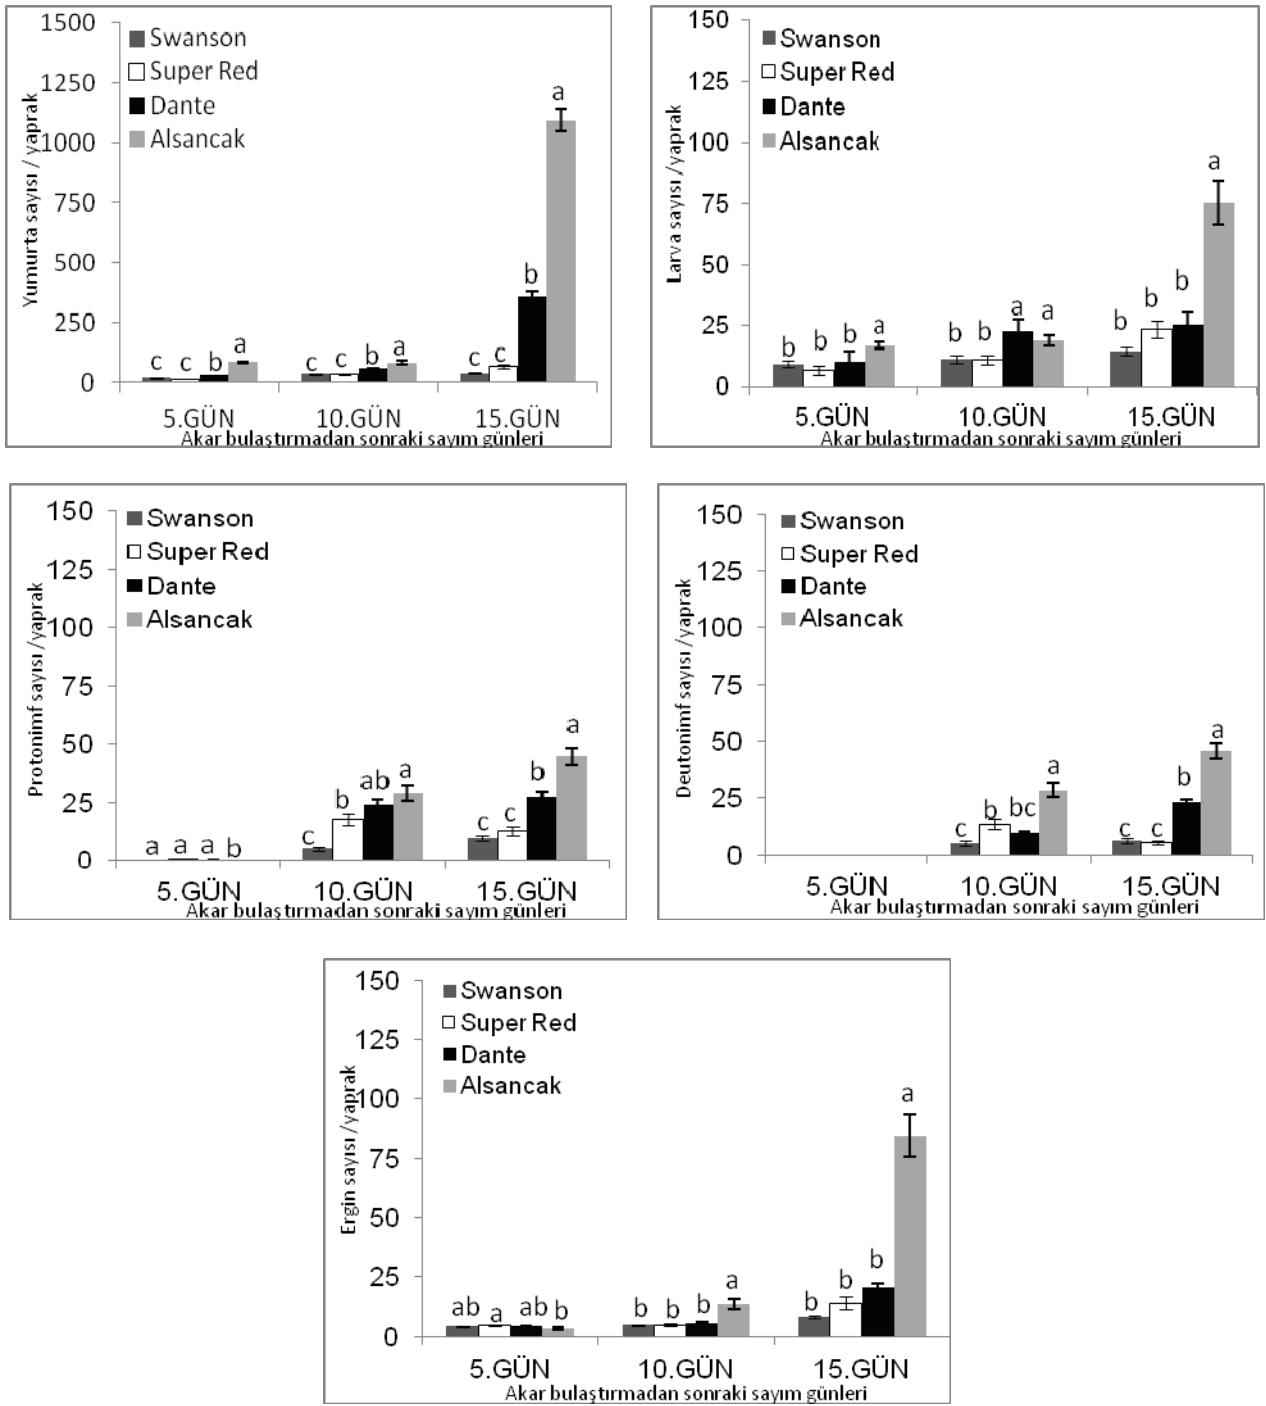 Yumurta sayısı / yaprak
1500
1250
1000
750
500
250
0
Swanson
Super Red
Dante
Alsancak
c c b a
c c b a
c c b a
5.GÜN 10.GÜN 15.GÜN
Akar bulaştırmadan sonraki sayım günleri
Larva sayısı /yaprak
150
125
100
75
50
25
0
Swanson
Super Red
Dante
Alsancak
b b b a
b b a a
b b b a
5.GÜN 10.GÜN 15.GÜN
Akar bulaştırmadan sonraki sayım günleri
Protonimf sayısı /yaprak
150
125
100
75
50
25
0
Swanson
Super Red
Dante
Alsancak
a a a b
c b ab a
c c b a
5.GÜN 10.GÜN 15.GÜN
Akar bulaştırmadan sonraki sayım günleri
Deutonimf sayısı /yaprak
150
125
100
75
50
25
0
Swanson
Super Red
Dante
Alsancak
c b bc a
c c b a
5.GÜN 10.GÜN 15.GÜN
Akar bulaştırmadan sonraki sayım günleri
Ergin sayısı /yaprak
150
125
100
75
50
25
0
Swanson
Super Red
Dante
Alsancak
ab a ab b
b b b a
b b b a
5.GÜN 10.GÜN 15.GÜN
Akar bulaştırmadan sonraki sayım günleri